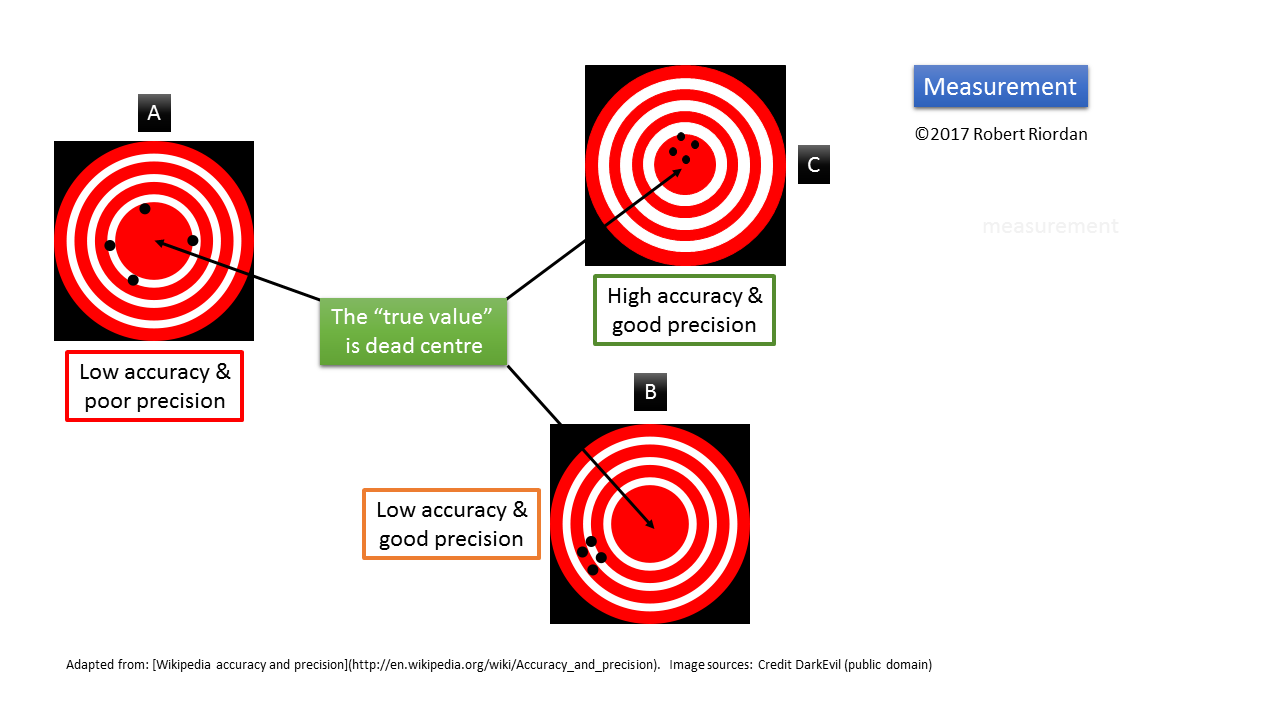 Measurement
©2017 Robert Riordan
measurement
A
C
The “true value”
is dead centre
High accuracy &
good precision
Low accuracy &
poor precision
B
Low accuracy &
good precision
Adapted from: [Wikipedia accuracy and precision](http://en.wikipedia.org/wiki/Accuracy_and_precision). Image sources: Credit DarkEvil (public domain)